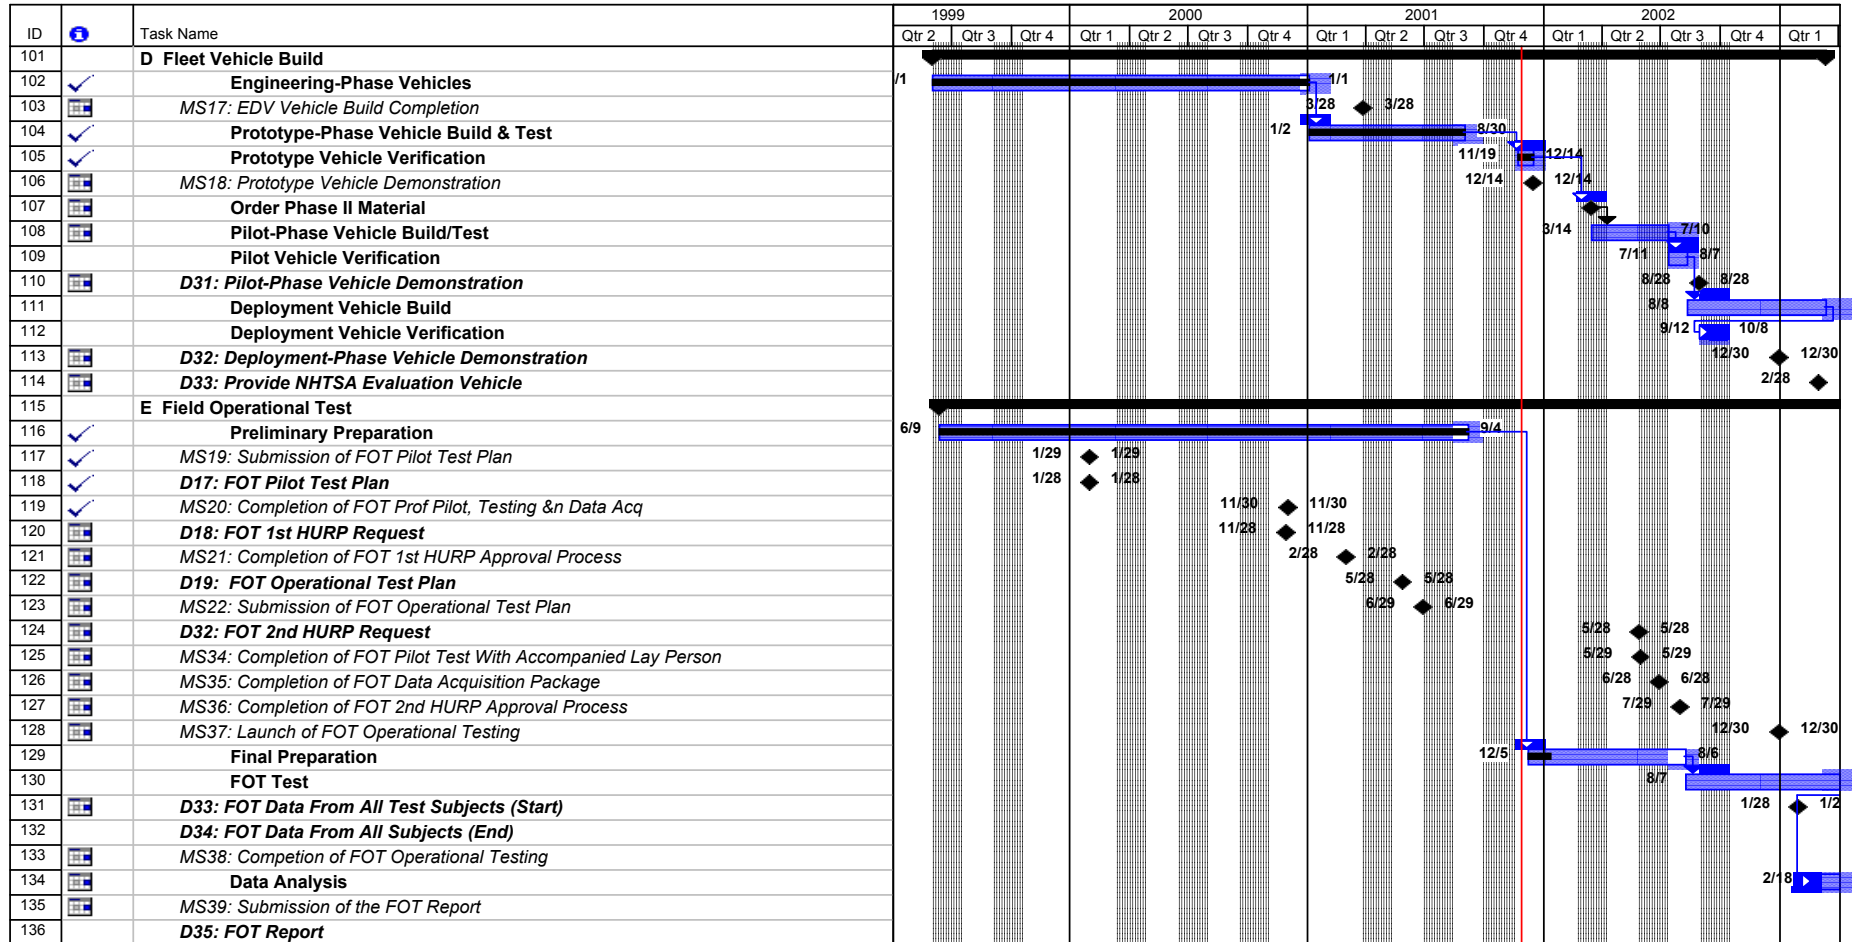 1999 2000 2001 2002
ID Task Name Qtr 2 Qtr 3 Qtr 4 Qtr 1 Qtr 2 Qtr 3 Qtr 4 Qtr 1 Qtr 2 Qtr 3 Qtr 4 Qtr 1 Qtr 2 Qtr 3 Qtr 4 Qtr 1
101 D Fleet Vehicle Build
102 Engineering-Phase Vehicles /1 1/1
103 MS17: EDV Vehicle Build Completion 3/28 3/28
104 Prototype-Phase Vehicle Build & Test 1/2 8/30
105 Prototype Vehicle Verification 11/19 12/14
106 MS18: Prototype Vehicle Demonstration 12/14 12/14
107 Order Phase II Material
108 Pilot-Phase Vehicle Build/Test 3/14 7/10
109 Pilot Vehicle Verification 7/11 8/7
110 D31: Pilot-Phase Vehicle Demonstration 8/28 8/28
111 Deployment Vehicle Build 8/8
112 Deployment Vehicle Verification 9/12 10/8
113 D32: Deployment-Phase Vehicle Demonstration 12/30 12/30
114 D33: Provide NHTSA Evaluation Vehicle 2/28
115 E Field Operational Test
116 Preliminary Preparation 6/9 9/4
117 MS19: Submission of FOT Pilot Test Plan 1/29 1/29
118 D17: FOT Pilot Test Plan 1/28 1/28
119 MS20: Completion of FOT Prof Pilot, Testing &n Data Acq 11/30 11/30
120 D18: FOT 1st HURP Request 11/28 11/28
121 MS21: Completion of FOT 1st HURP Approval Process 2/28 2/28
122 D19: FOT Operational Test Plan 5/28 5/28
123 MS22: Submission of FOT Operational Test Plan 6/29 6/29
124 D32: FOT 2nd HURP Request 5/28 5/28
125 MS34: Completion of FOT Pilot Test With Accompanied Lay Person 5/29 5/29
126 MS35: Completion of FOT Data Acquisition Package 6/28 6/28
127 MS36: Completion of FOT 2nd HURP Approval Process 7/29 7/29
128 MS37: Launch of FOT Operational Testing 12/30 12/30
129 Final Preparation 12/5 8/6
130 FOT Test 8/7
131 D33: FOT Data From All Test Subjects (Start) 1/28 1/2
132 D34: FOT Data From All Subjects (End)
133 MS38: Competion of FOT Operational Testing
134 Data Analysis 2/18
135 MS39: Submission of the FOT Report
136 D35: FOT Report